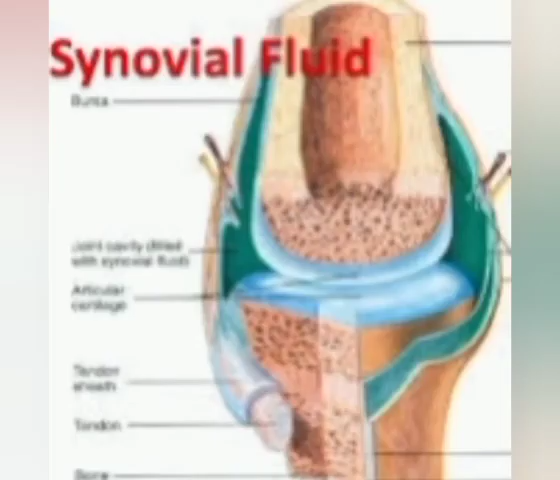 Synovial Fluid
Bursa
Joint cavity (filled
with synovial fluid)
Articular
cartilage
Tendon
sheath
Tendon
Bone